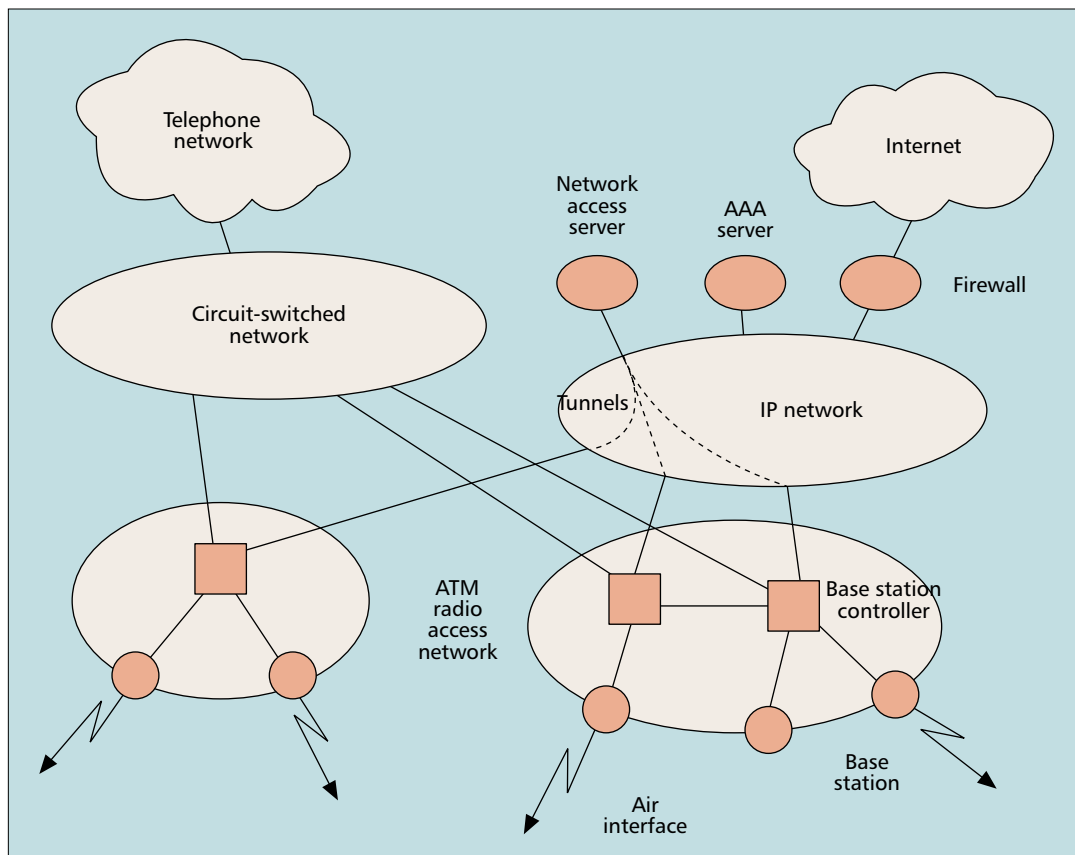 Telephone
network
Internet
Network
access
server
AAA
server
Firewall
Circuit-switched
network
Tunnels
IP network
ATM
radio
access
network
Base station
controller
Base
station
Air
interface